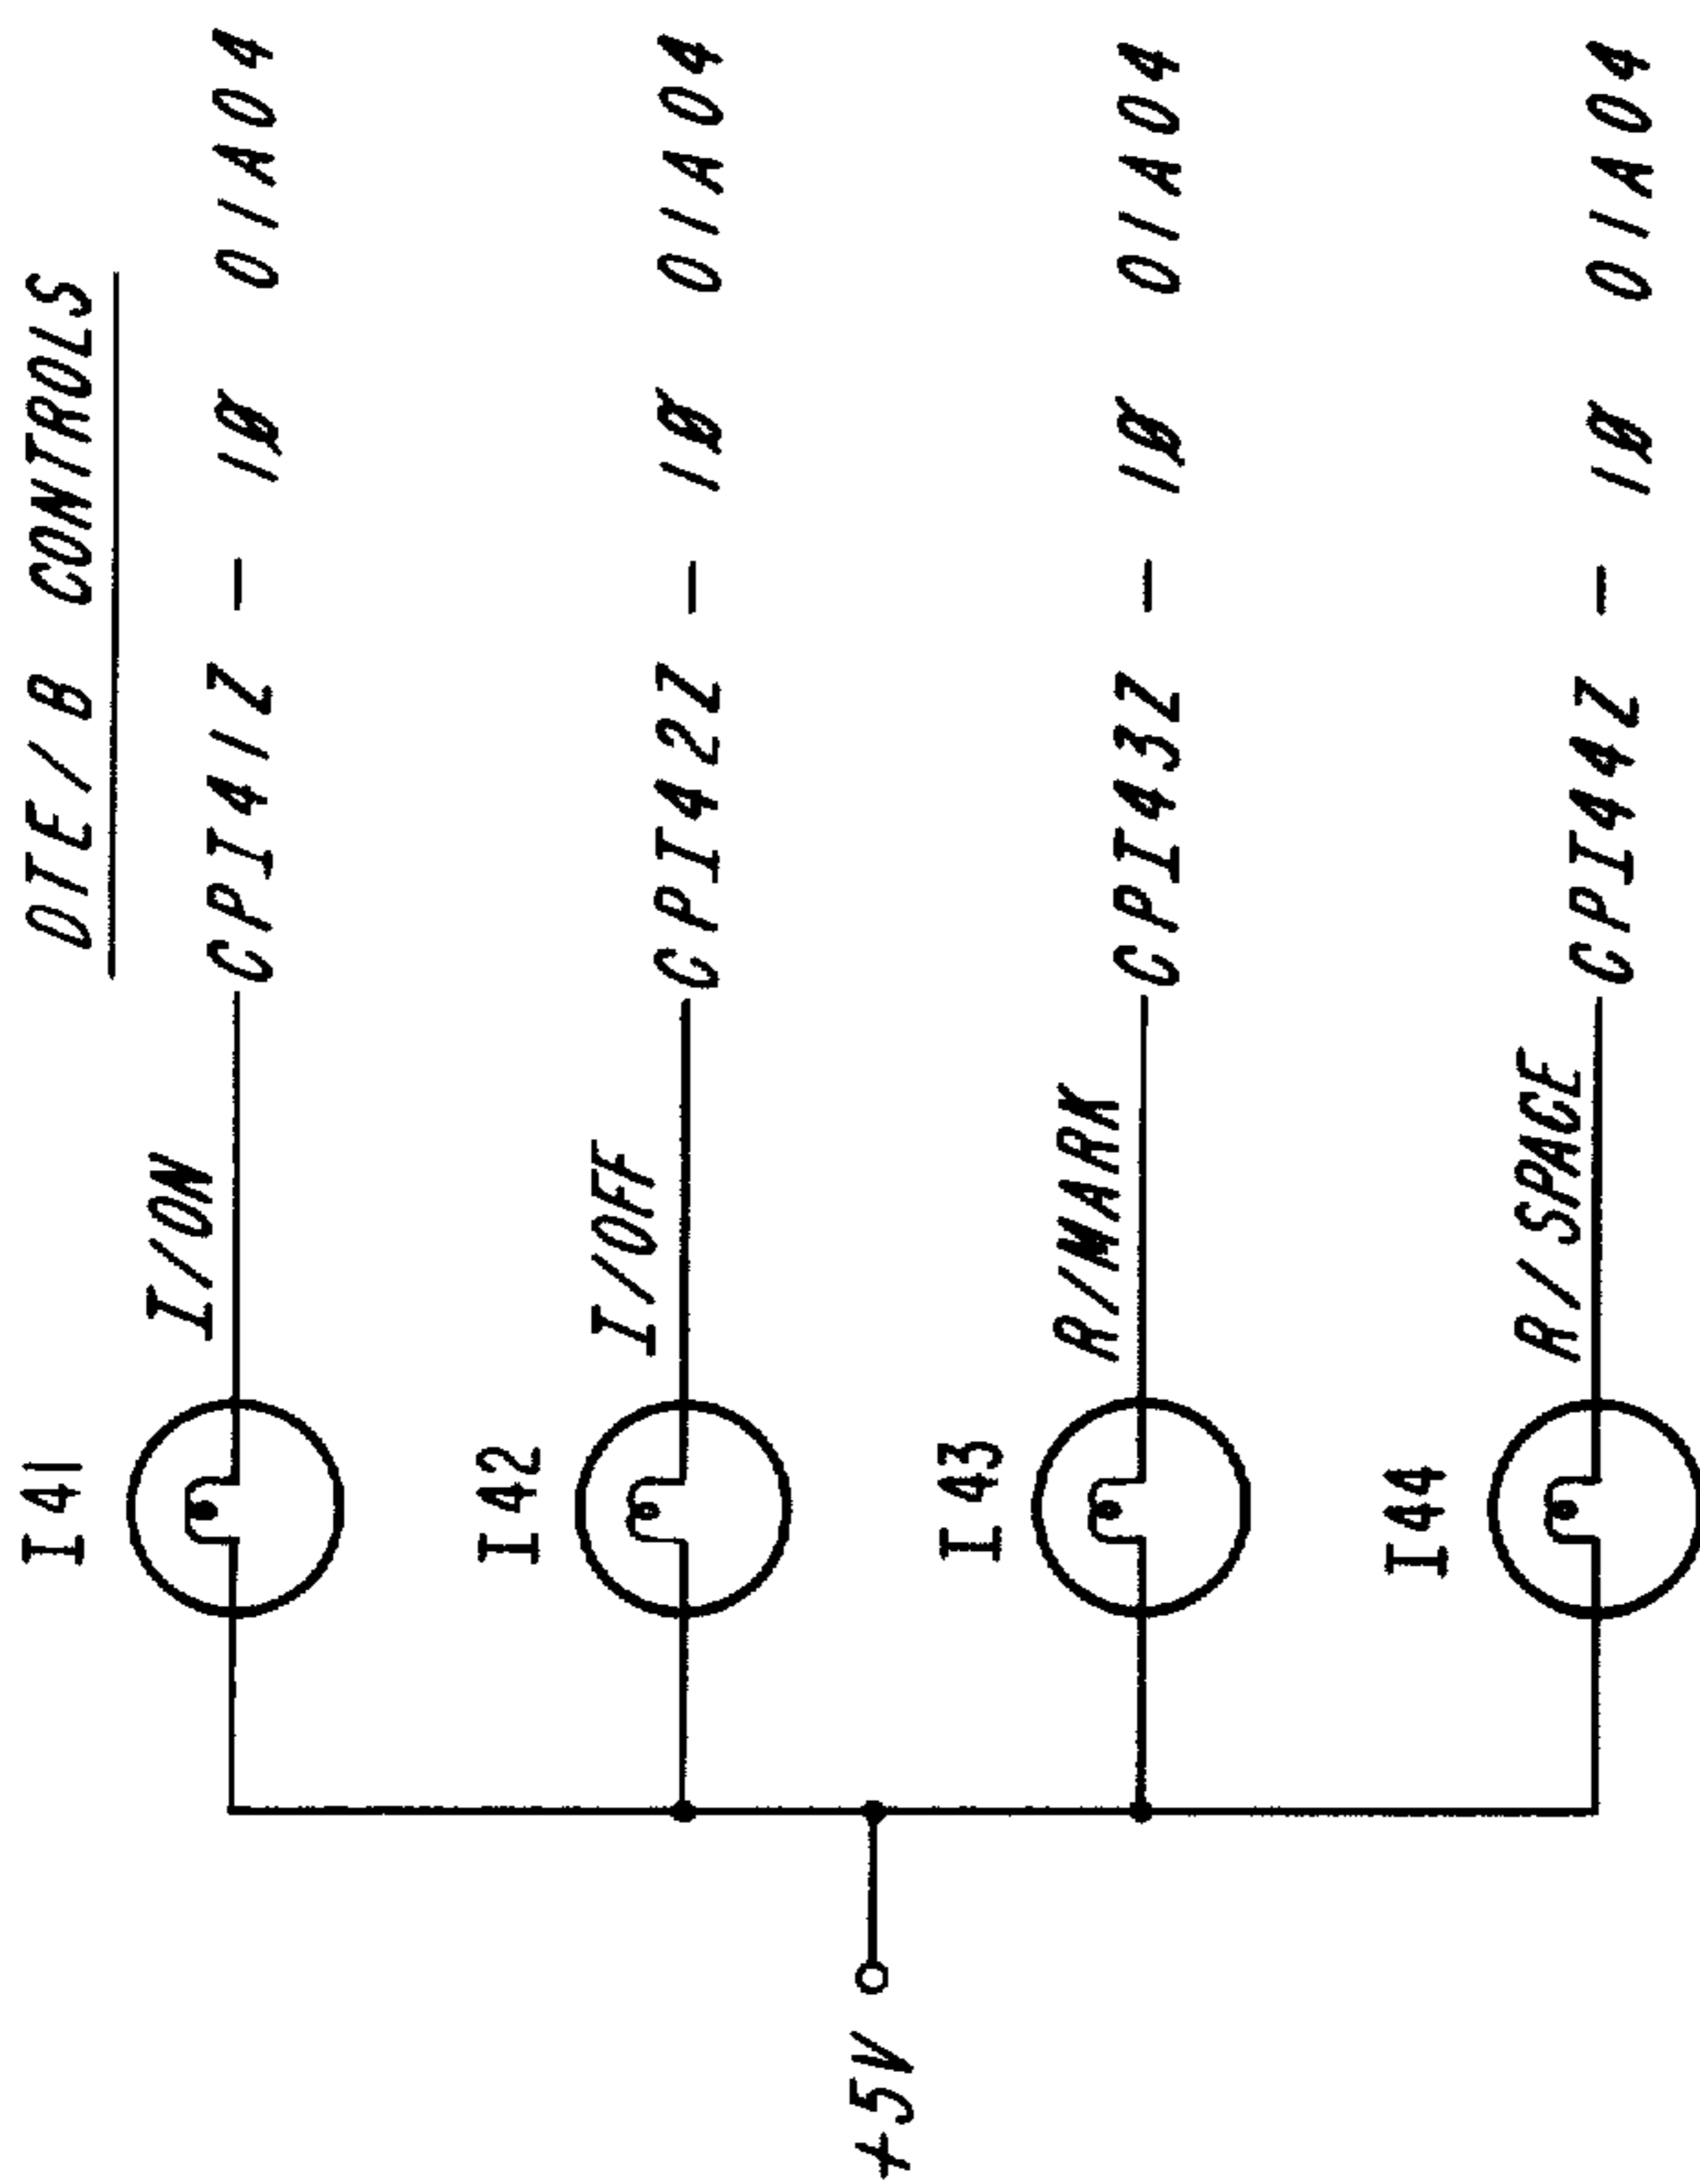 OTE/B CONTROLS
I41
I/ON
CPI41Z - 1Ø 01A04
I42
I/OFF
CPI42Z - 1Ø 01A04
I43
R/MARK
CPI43Z - 1Ø 01A04
I44
R/SPACE
CPI44Z - 1Ø 01A04
+5V